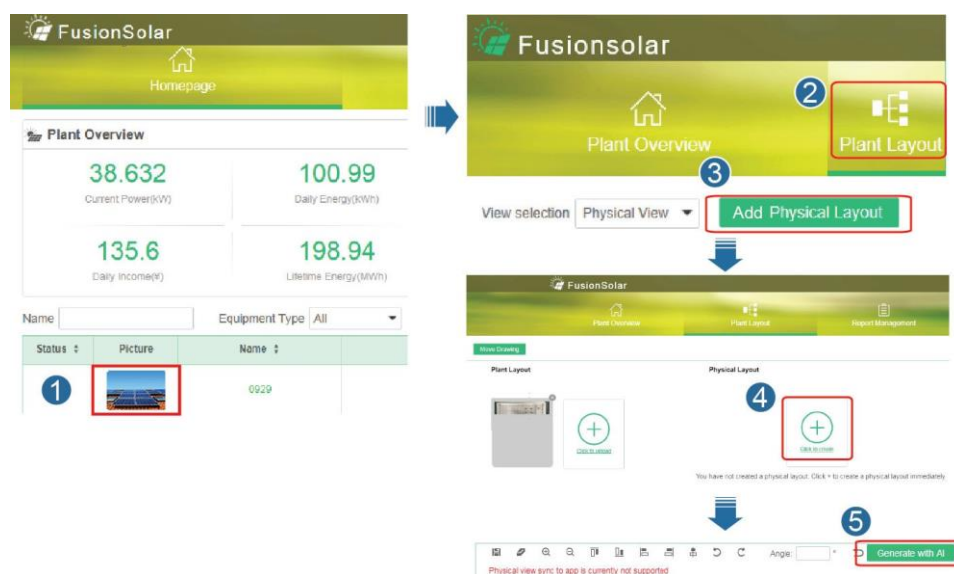 FusionSolar
Homepage
Plant Overview
38.632
100.99
Current Power(kW)
Daily Energy(kWh)
135.6
198.94
Daily Income(¥)
Lifetime Energy(MWh)
Name
Equipment Type All
Status Picture Name
1
0929
Fusionsolar
2
Plant Overview
Plant Layout
3
View selection Physical View Add Physical Layout
FusionSolar
Plant Overview Plant Layout Report Management
Move Drawing
Plant Layout Physical Layout
4
Click to upload
Click to create
You have not created a physical layout. Click + to create a physical layout immediately
5
Angle: ° Generate with AI
Physical view sync to app is currently not supported